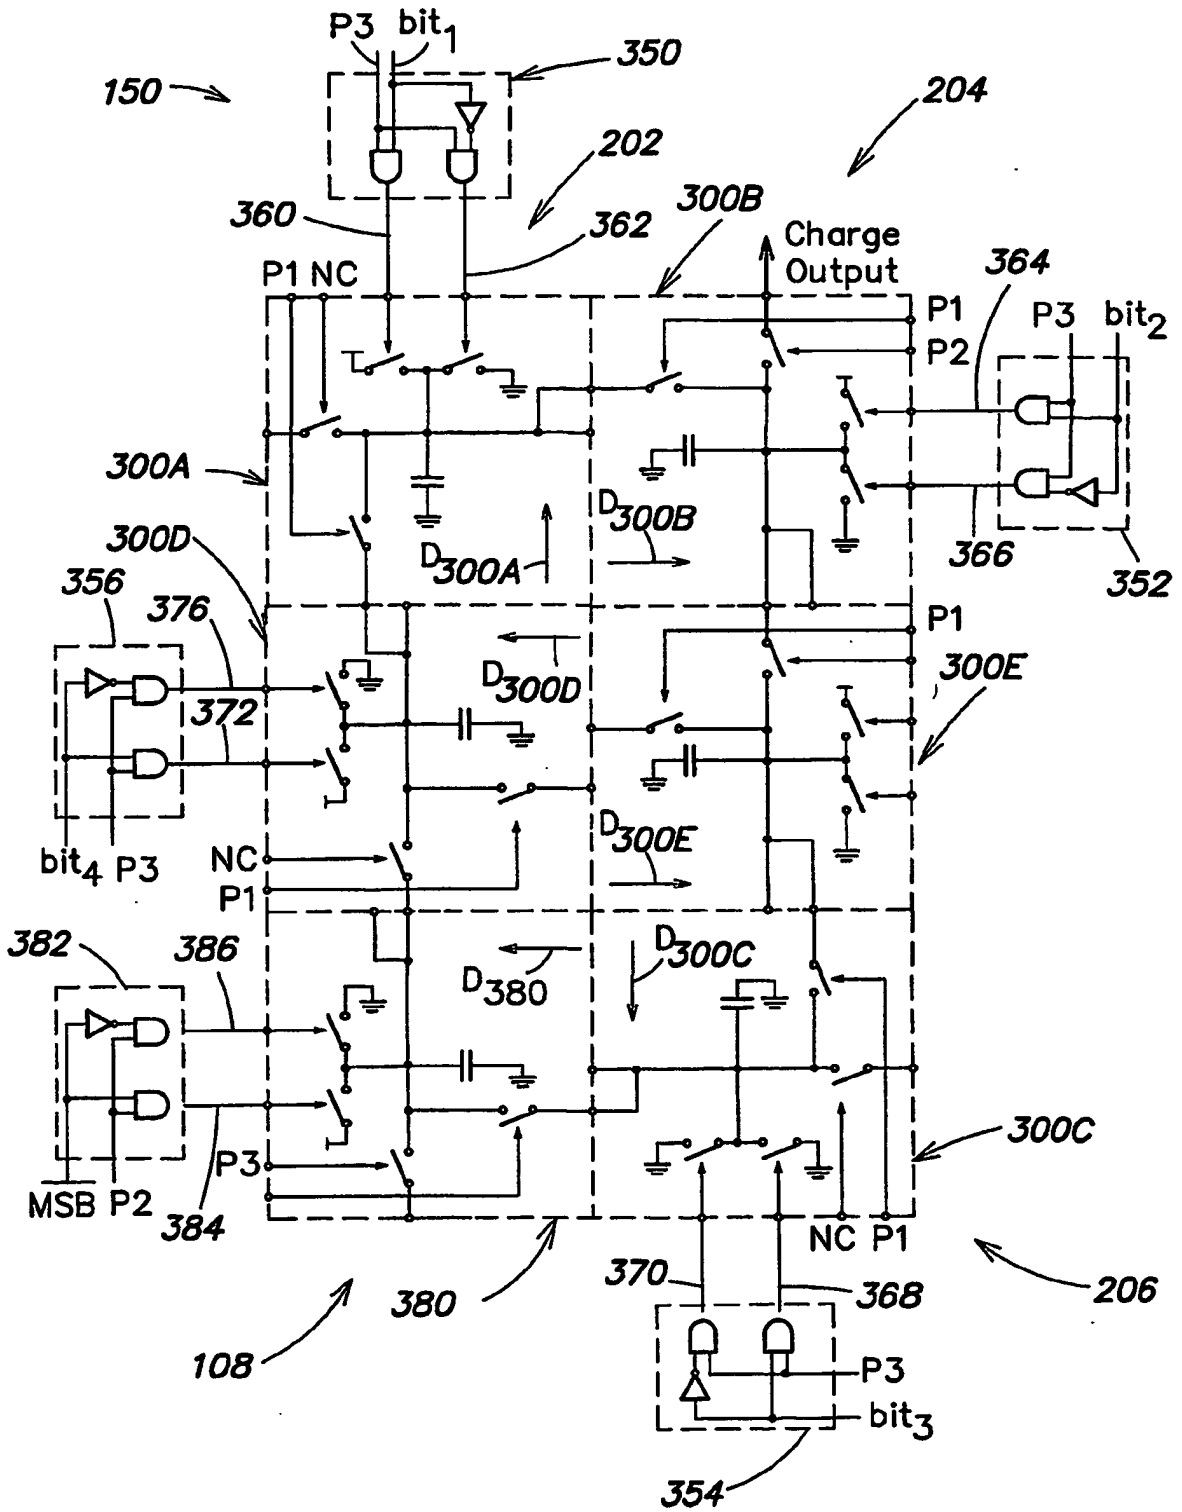 P3 bit1
350
150
204
202
300B
360
362
Charge
Output
364
P1 NC
P1
P3 bit2
P2
300A
D300B
300D
D300A
366
352
356
376
P1
D300D
300E
372
D300E
bit4 P3
NC
P1
382
386
D300C
D380
300C
P3
MSB P2
384
NC P1
370
368
380
206
108
P3
bit3
354